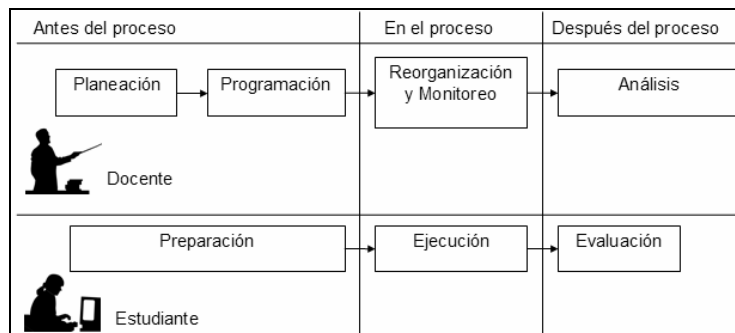 Antes del proceso
En el proceso
Después del proceso
Planeación
Programación
Reorganización
y Monitoreo
Análisis
Docente
Preparación
Ejecución
Evaluación
Estudiante